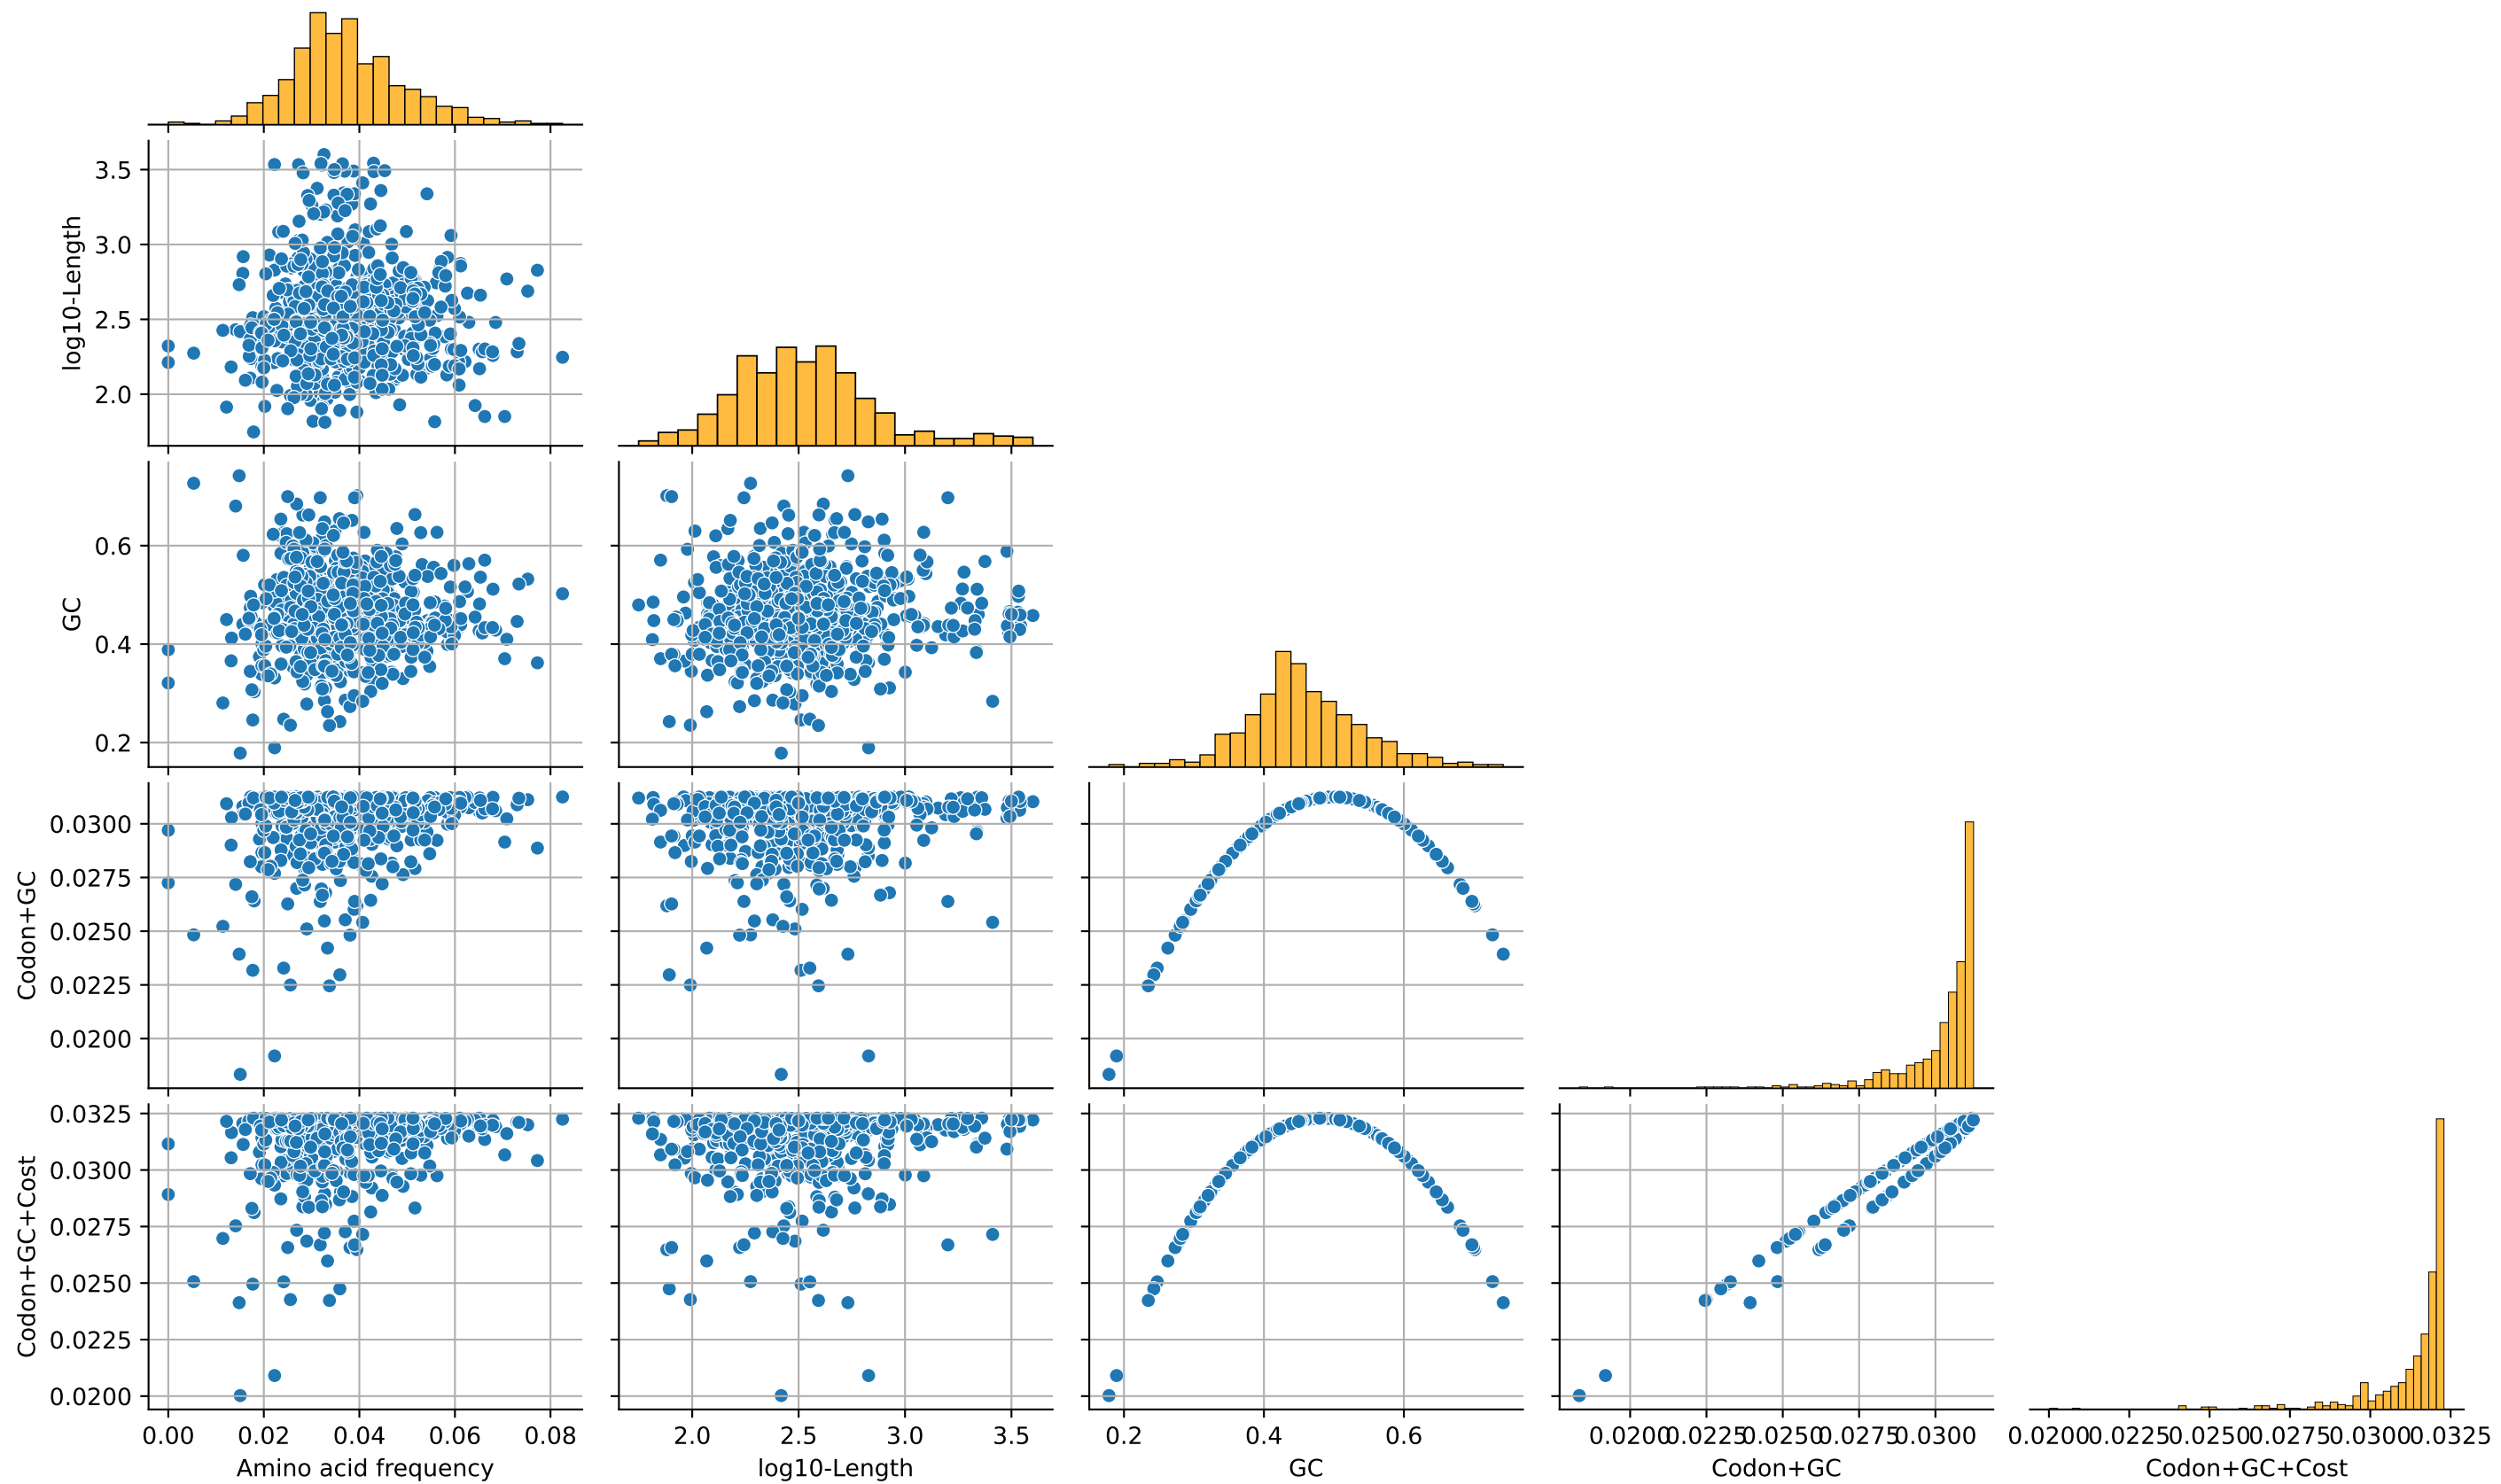 log10-Length
3.5
3.0
2.5
2.0
GC
0.6
0.4
0.2
Codon+GC
0.0300
0.0275
0.0250
0.0225
0.0200
Codon+GC+Cost
0.0325
0.0300
0.0275
0.0250
0.0225
0.0200
0.00 0.02 0.04 0.06 0.08
2.0 2.5 3.0 3.5
0.2 0.4 0.6
0.0200 0.0225 0.0250 0.0275 0.0300
0.0200 0.0225 0.0250 0.0275 0.0300 0.0325
Amino acid frequency
log10-Length
GC
Codon+GC
Codon+GC+Cost